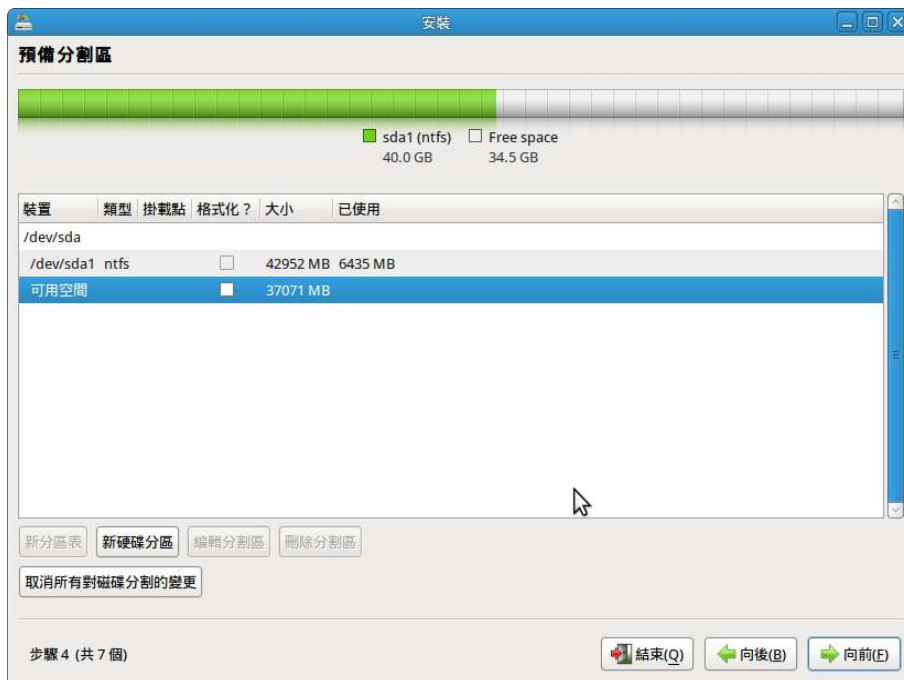 安裝
預備分割區
sda1 (ntfs) Free space
40.0 GB 34.5 GB
裝置 類型 掛載點 格式化？ 大小 已使用
/dev/sda
/dev/sda1 ntfs 42952 MB 6435 MB
可用空間 37071 MB
新分區表 新硬碟分區 編輯分割區 刪除分割區
取消所有對磁碟分割的變更
步驟 4 (共 7 個) 結束(Q) 向後(B) 向前(F)